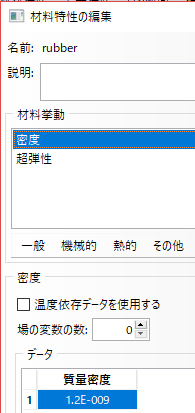 材料特性の編集
名前: rubber
説明:
材料挙動
密度
超弾性
一般 機械的 熱的 その他
密度
温度依存データを使用する
場の変数の数: 0
データ
質量密度
1 1.2E-009